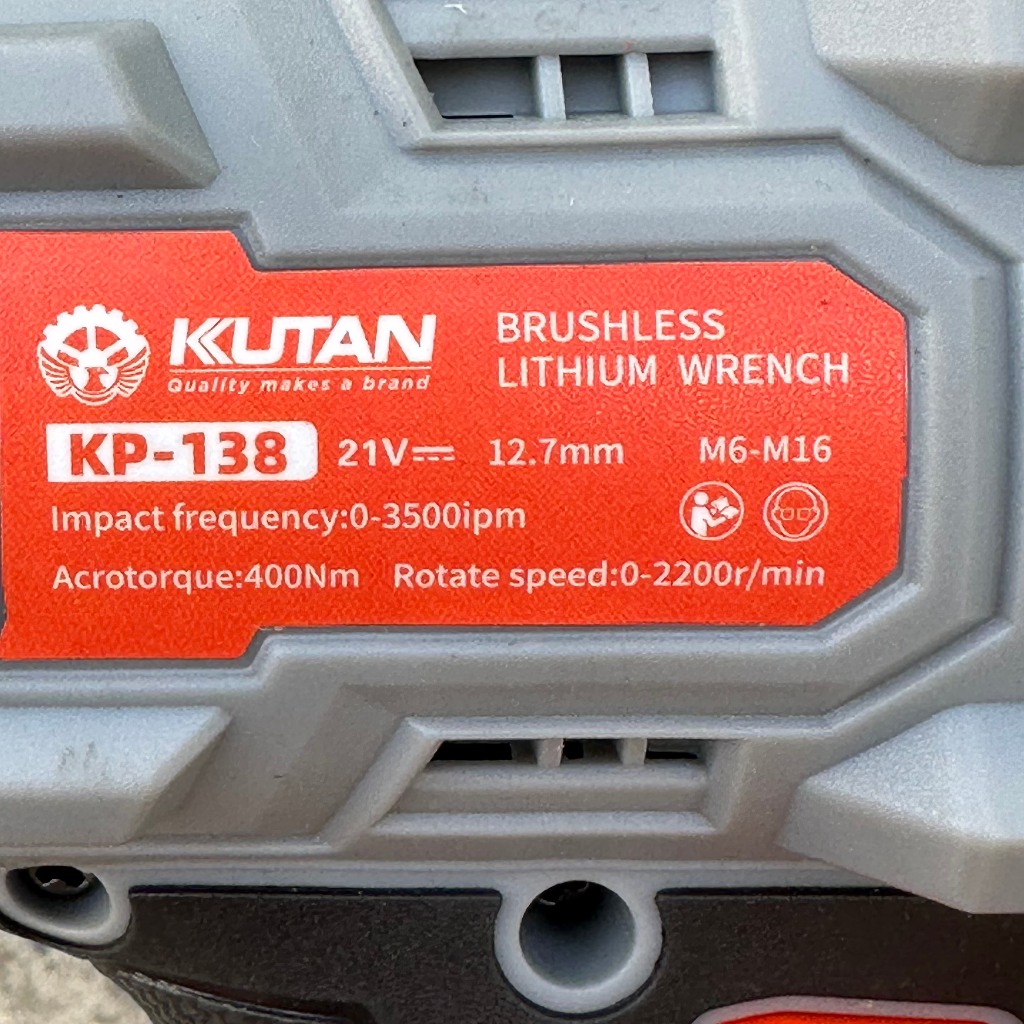 KUTAN
Quality makes a brand
BRUSHLESS
LITHIUM WRENCH
KP-138 21V⎓ 12.7mm M6-M16
Impact frequency:0-3500ipm
Acrotorque:400Nm Rotate speed:0-2200r/min